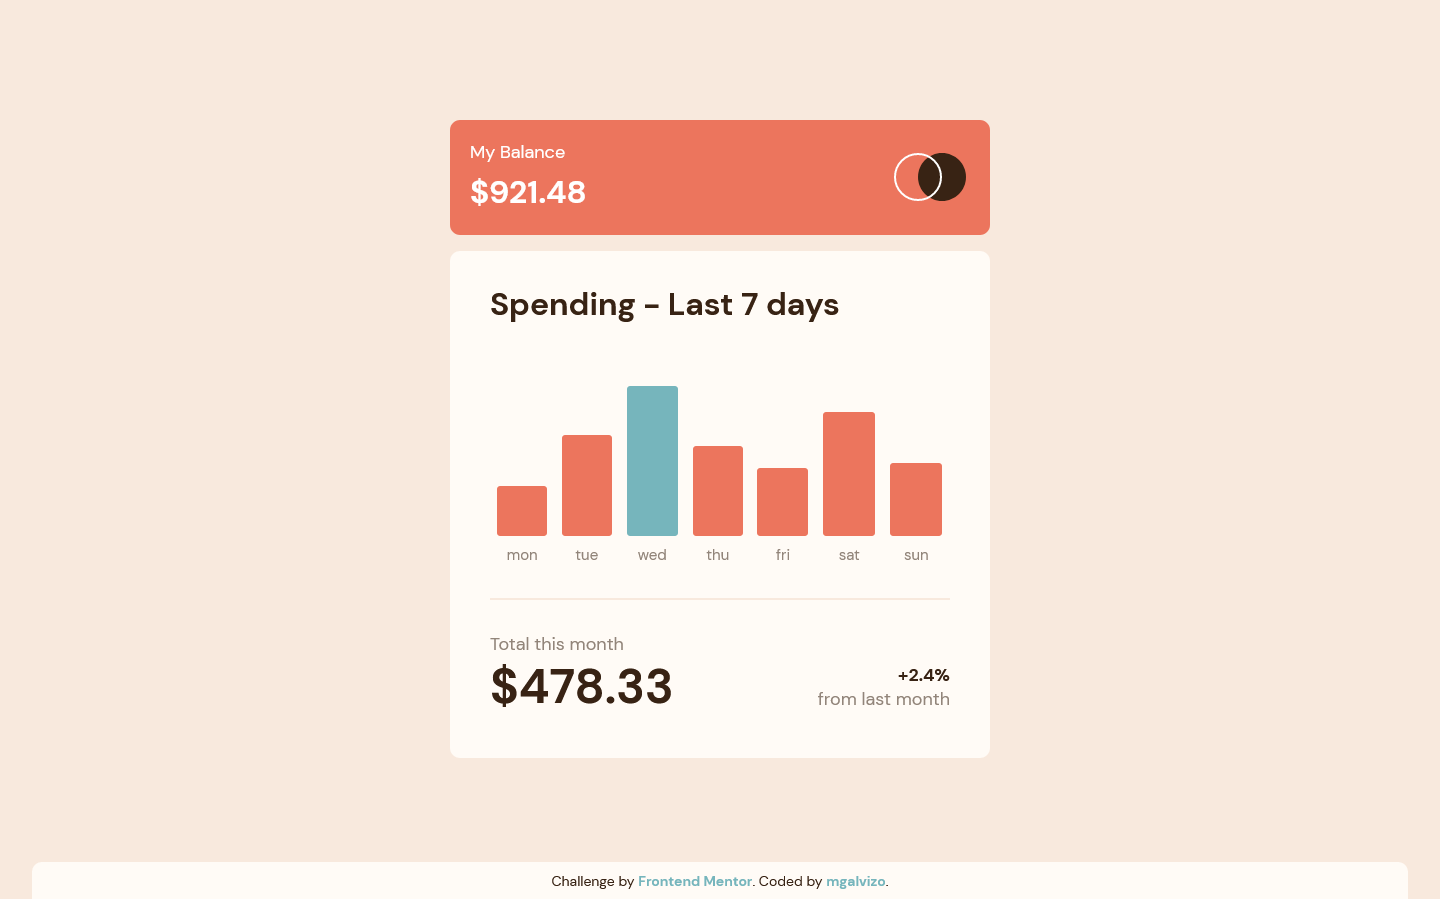 My Balance
$921.48
Spending - Last 7 days
mon tue wed thu fri sat sun
Total this month
$478.33
+2.4%
from last month
Challenge by Frontend Mentor. Coded by mgalvizo.